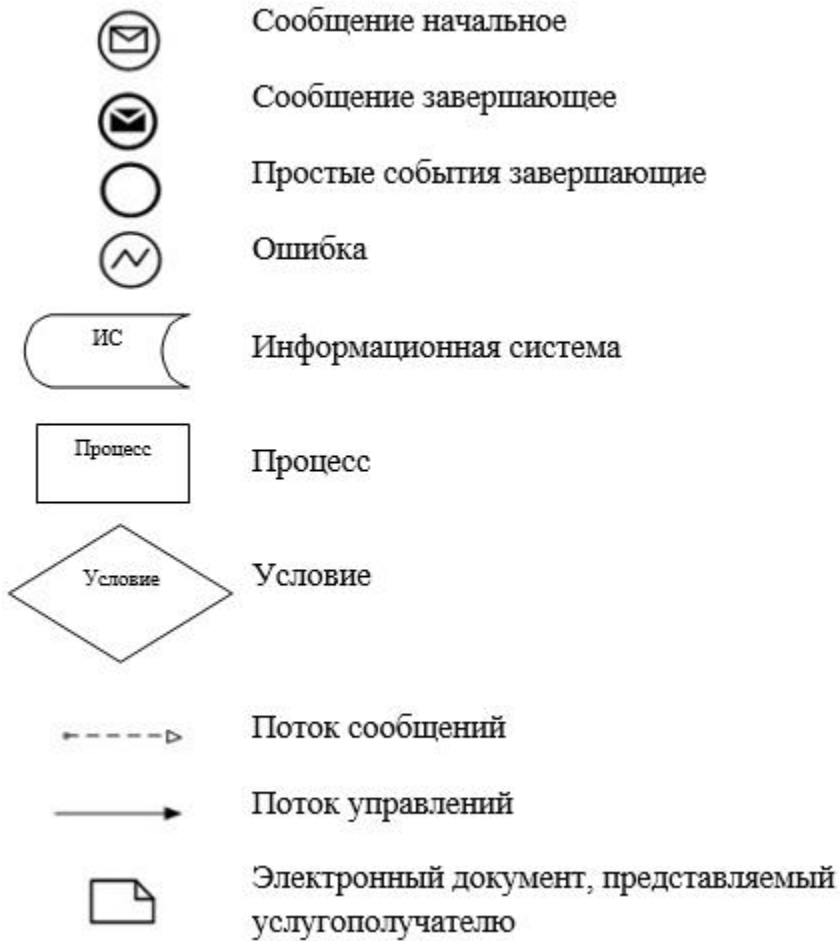 Сообщение начальное
Сообщение завершающее
Простые события завершающие
Ошибка
ИС
Информационная система
Процесс
Процесс
Условие
Условие
Поток сообщений
Поток управлений
Электронный документ, представляемый
услугополучателю